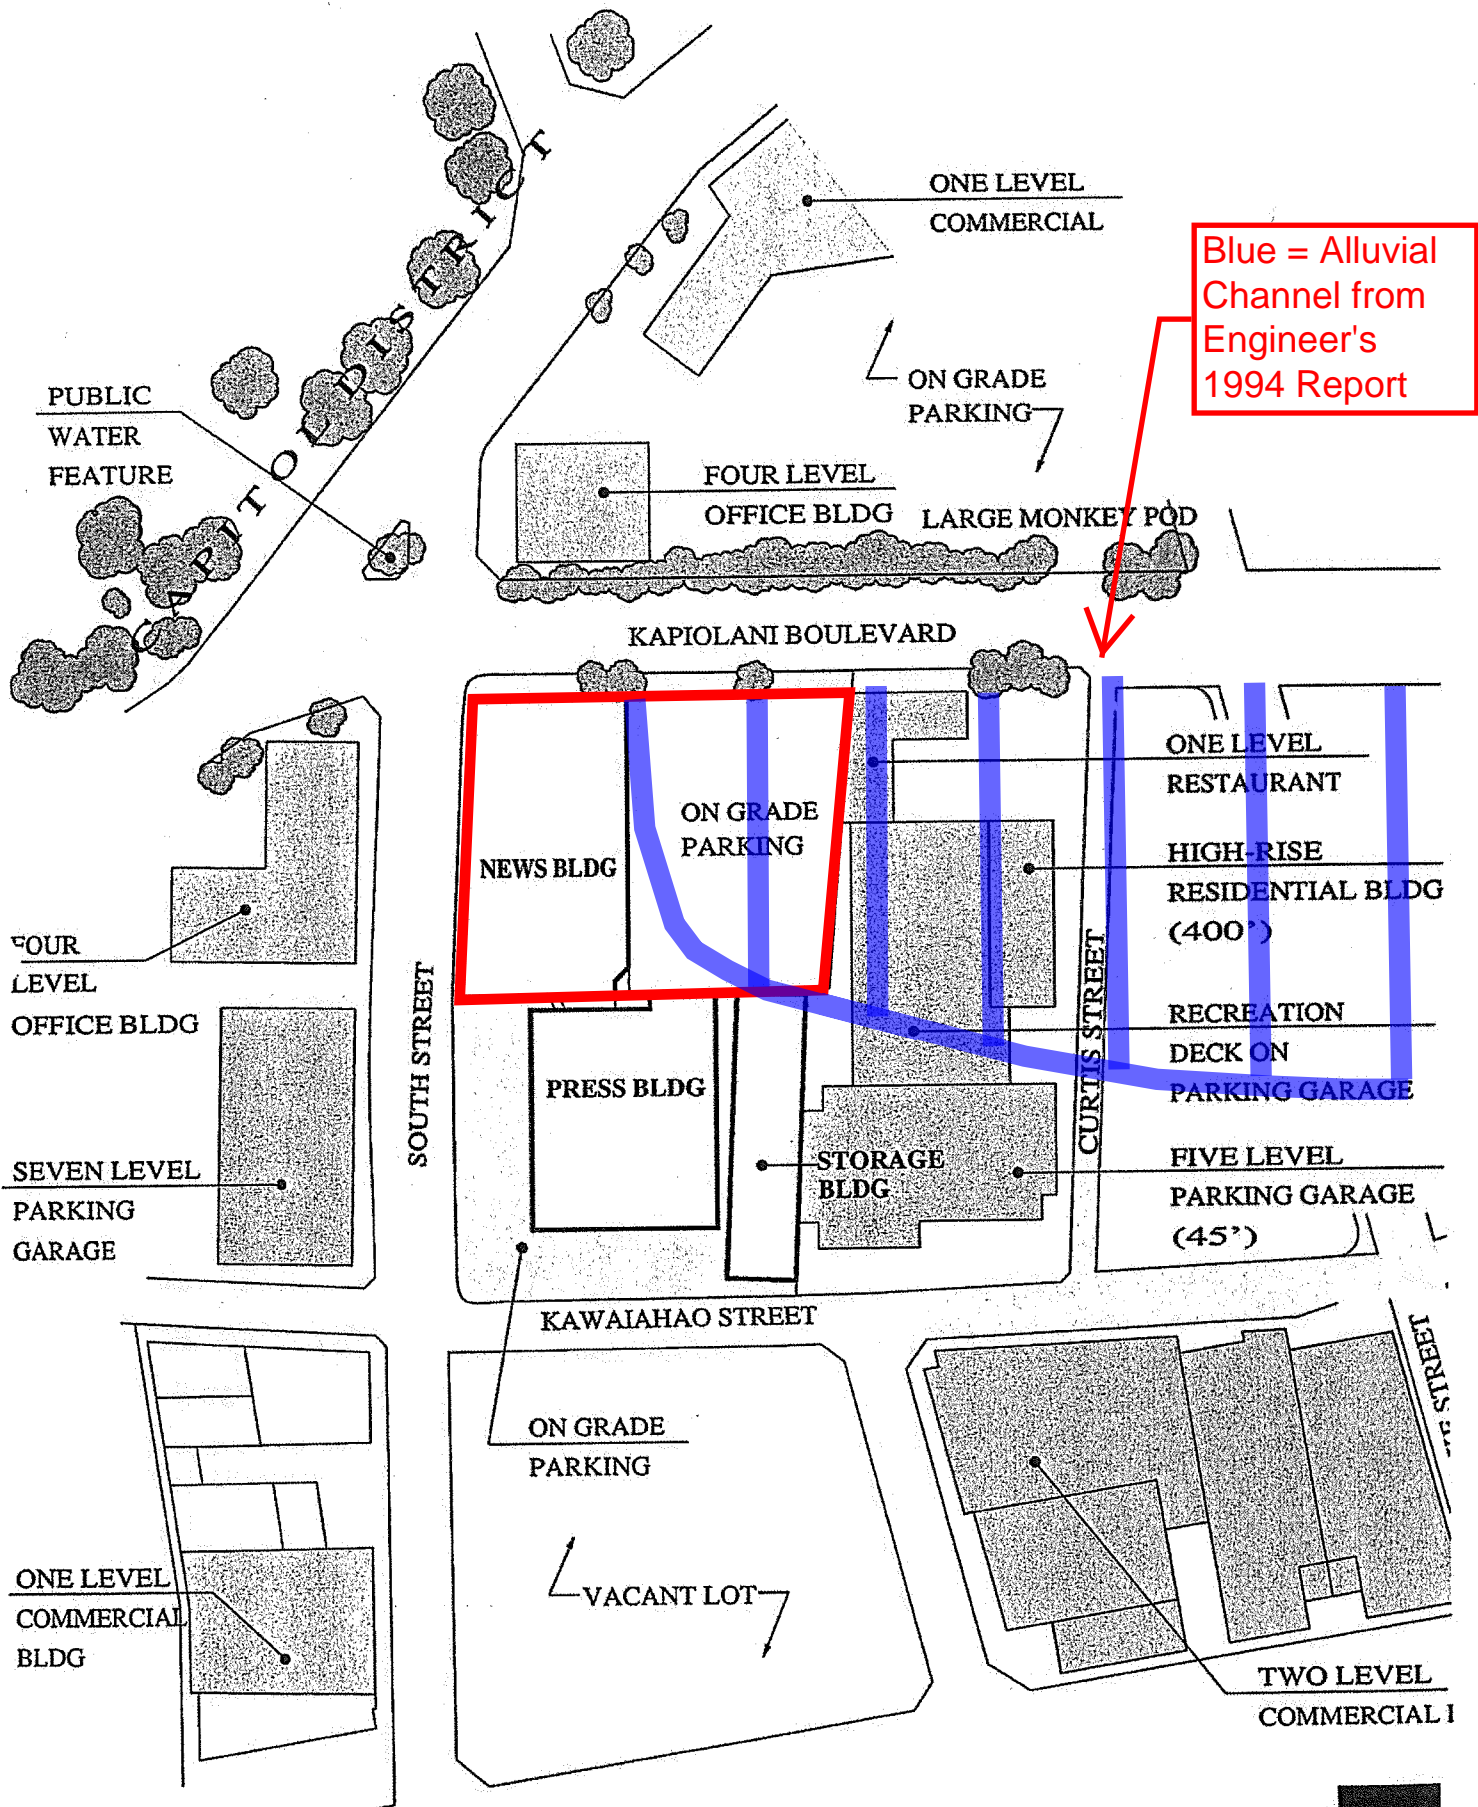 CAPITOL DISTRICT
ONE LEVEL
COMMERCIAL
Blue = Alluvial
Channel from
Engineer's
1994 Report
ON GRADE
PARKING
PUBLIC
WATER
FEATURE
FOUR LEVEL
OFFICE BLDG
LARGE MONKEY POD
KAPIOLANI BOULEVARD
ONE LEVEL
RESTAURANT
ON GRADE
PARKING
NEWS BLDG
HIGH-RISE
RESIDENTIAL BLDG
(400')
FOUR
LEVEL
OFFICE BLDG
SOUTH STREET
CURTIS STREET
RECREATION
DECK ON
PARKING GARAGE
PRESS BLDG
STORAGE
BLDG
FIVE LEVEL
PARKING GARAGE
(45')
SEVEN LEVEL
PARKING
GARAGE
KAWAIAHAO STREET
STREET
ON GRADE
PARKING
VACANT LOT
ONE LEVEL
COMMERCIAL
BLDG
TWO LEVEL
COMMERCIAL